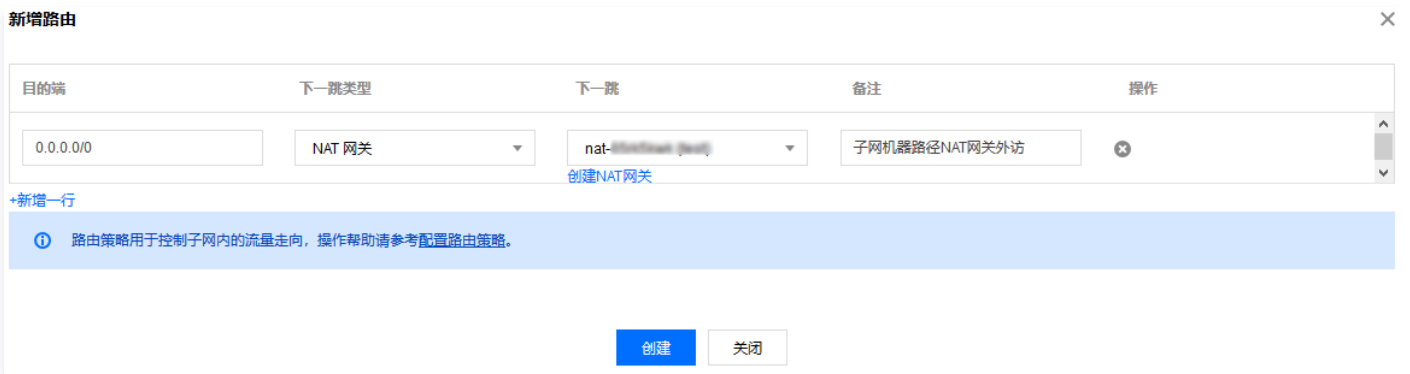 新增路由
目的端 下一跳类型 下一跳 备注 操作
0.0.0.0/0 NAT 网关 nat- 子网机器路径NAT网关外访
创建NAT网关
+新增一行
路由策略用于控制子网内的流量走向，操作帮助请参考配置路由策略。
创建 关闭